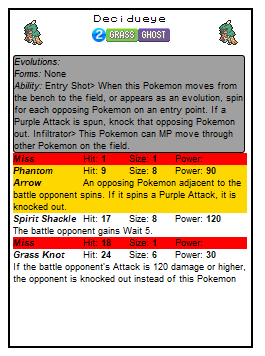 Decidueye
2 GRASS GHOST
Evolutions:
Forms: None
Ability: Entry Shot> When this Pokemon moves from
the bench to the field, or appears as an evolution, spin
for each opposing Pokemon on an entry point. If a
Purple Attack is spun, knock that opposing Pokemon
out. Infiltrator> This Pokemon can MP move through
other Pokemon on the field.
Miss Hit: 1 Size: 1 Power:
Phantom Hit: 9 Size: 8 Power: 90
Arrow An opposing Pokemon adjacent to the
battle opponent spins. If it spins a Purple Attack, it is
knocked out.
Spirit Shackle Hit: 17 Size: 8 Power: 120
The battle opponent gains Wait 5.
Miss Hit: 18 Size: 1 Power:
Grass Knot Hit: 24 Size: 6 Power: 30
If the battle opponent's Attack is 120 damage or higher,
the opponent is knocked out instead of this Pokemon